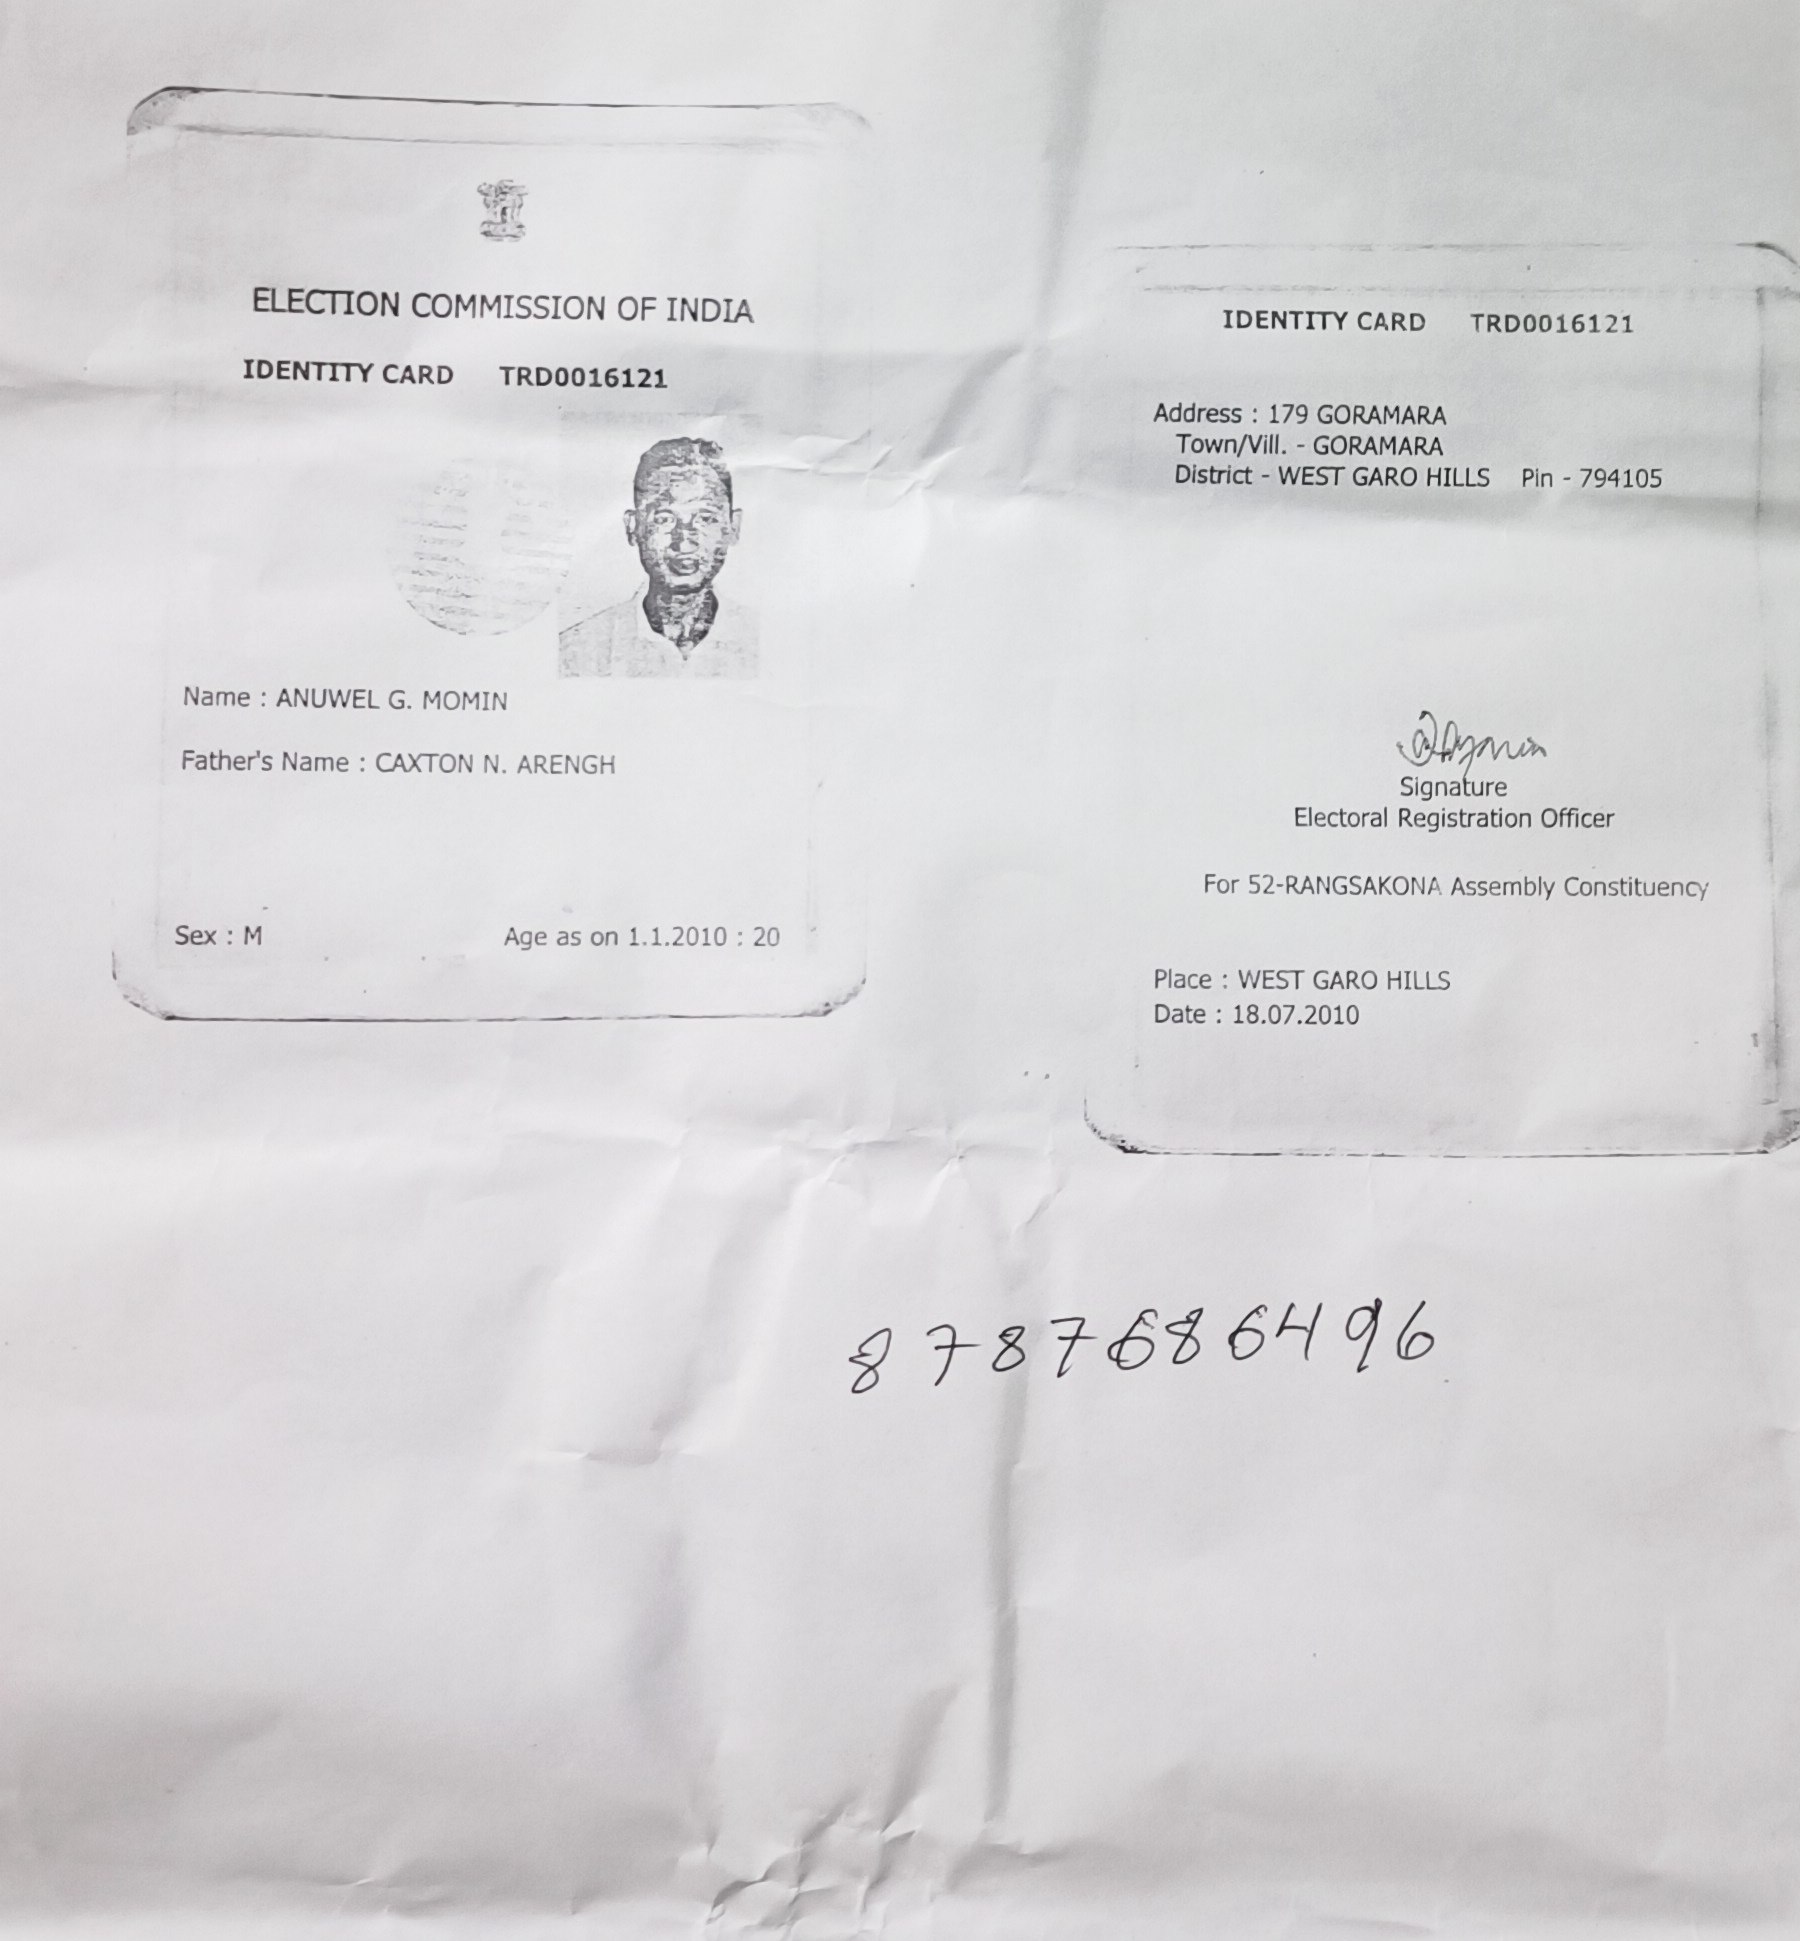 ELECTION COMMISSION OF INDIA
IDENTITY CARD TRD0016121
Name : ANUWEL G. MOMIN
Father's Name : CAXTON N. ARENGH
Sex : M Age as on 1.1.2010 : 20
IDENTITY CARD TRD0016121
Address : 179 GORAMARA
Town/Vill. - GORAMARA
District - WEST GARO HILLS Pin - 794105
Signature
Electoral Registration Officer
For 52-RANGSAKONA Assembly Constituency
Place : WEST GARO HILLS
Date : 18.07.2010
8787686496